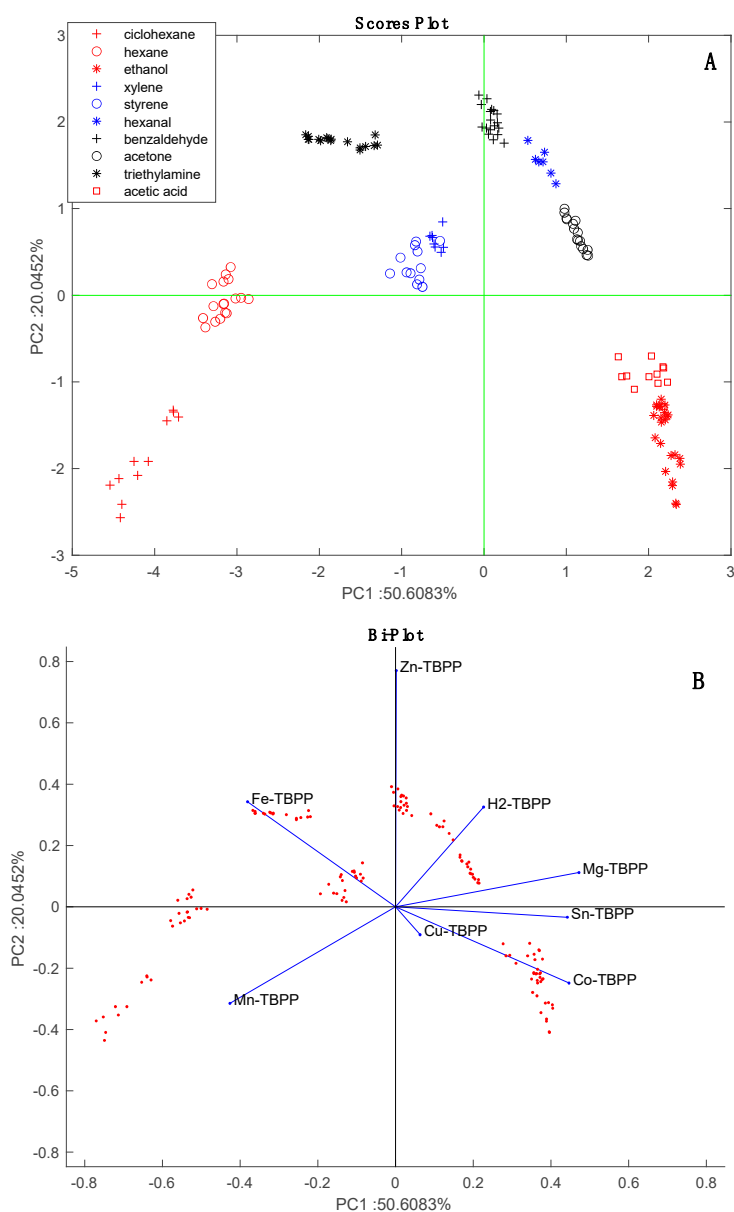 Scores Plot
A
ciclohexane
hexane
ethanol
xylene
styrene
hexanal
benzaldehyde
acetone
triethylamine
acetic acid
3
2
1
0
-1
-2
-3
PC2 :20.0452%
-5 -4 -3 -2 -1 0 1 2 3
PC1 :50.6083%
BiPlot
B
Zn-TBPP
Fe-TBPP
H2-TBPP
Mg-TBPP
Sn-TBPP
Cu-TBPP
Co-TBPP
Mn-TBPP
0.8
0.6
0.4
0.2
0
-0.2
-0.4
-0.6
-0.8
PC2 :20.0452%
-0.8 -0.6 -0.4 -0.2 0 0.2 0.4 0.6 0.8
PC1 :50.6083%